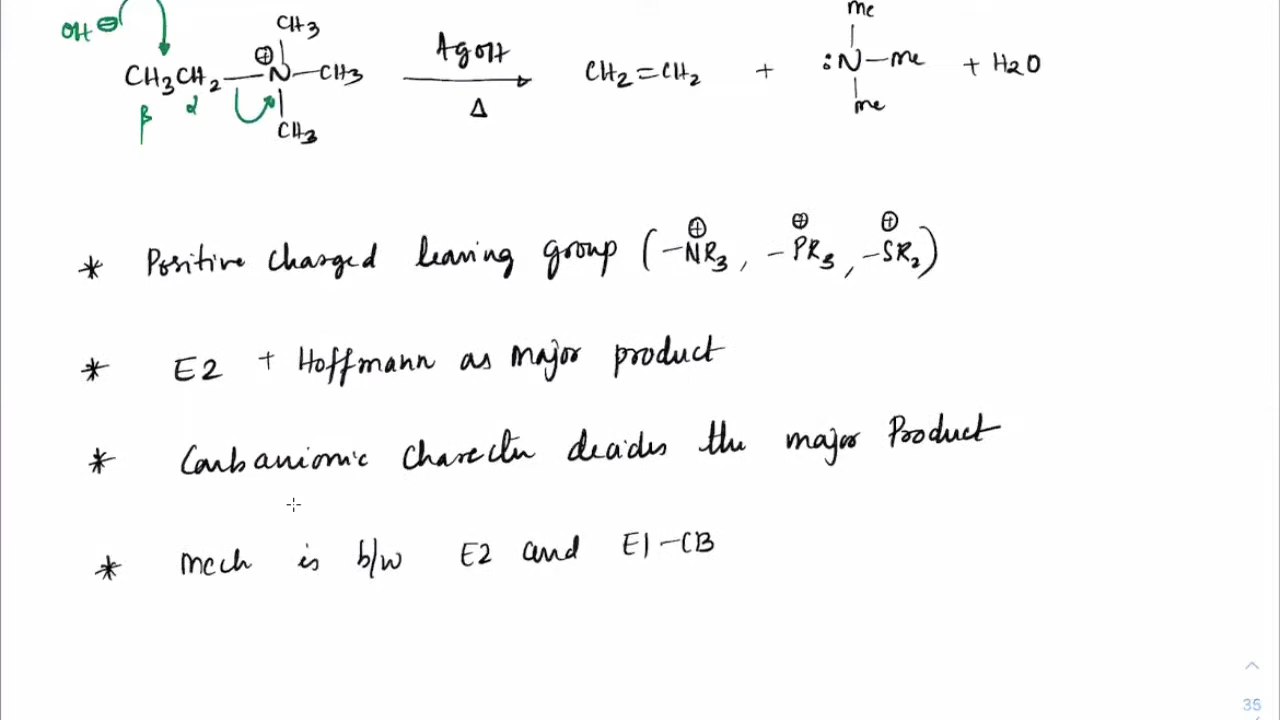 OH⊖
CH3
CH3CH2—N⊕—CH3
β α
CH3
AgOH
Δ
CH2=CH2 + :N—Me + H2O
Me
Me
* Positive charged leaving group (—N⊕R3, —P⊕R3, —S⊕R2)
* E2 + Hoffmann as major product
* Carbanionic charecter decides the major Product
* Mech is b/w E2 and E1—CB
35